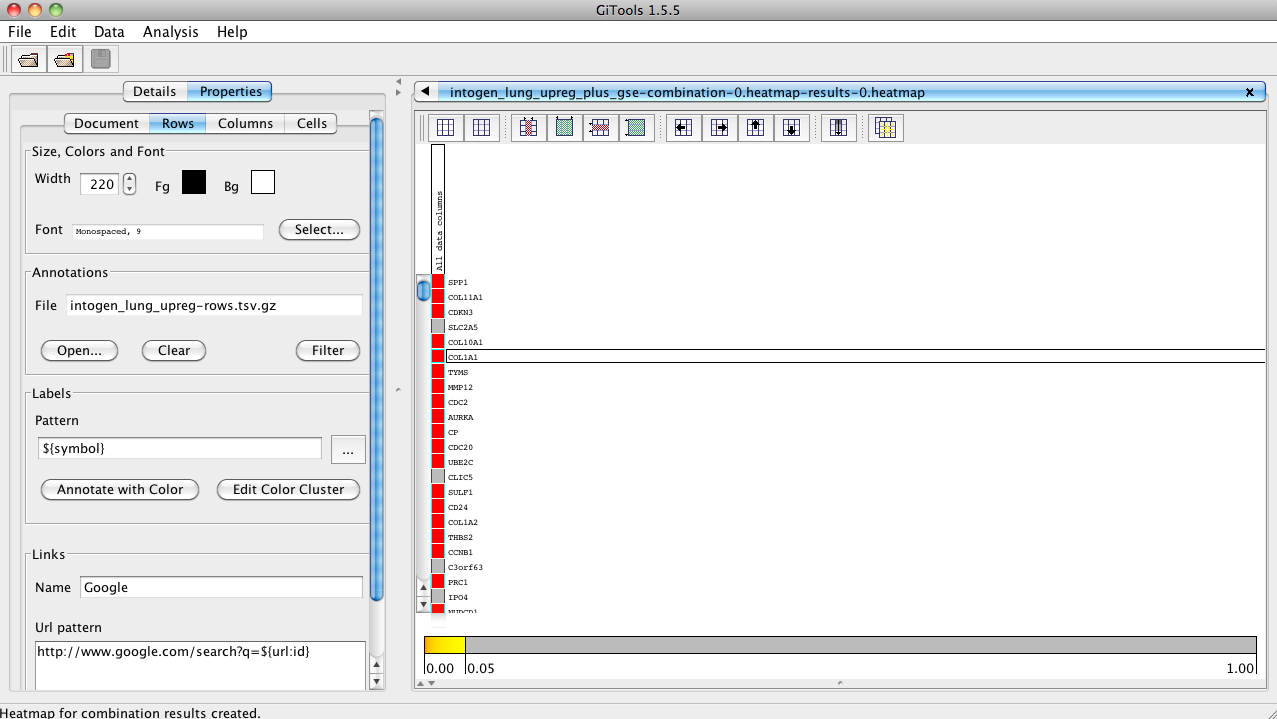 GiTools 1.5.5
File Edit Data Analysis Help
Details Properties
intogen_lung_upreg_plus_gse-combination-0.heatmap-results-0.heatmap
Document Rows Columns Cells
Size, Colors and Font
Width 220 Fg Bg
Font Monospaced, 9 Select...
Annotations
File intogen_lung_upreg-rows.tsv.gz
Open... Clear Filter
Labels
Pattern
${symbol} ...
Annotate with Color Edit Color Cluster
Links
Name Google
Url pattern
http://www.google.com/search?q=${url:id}
All data columns
SPP1
COL11A1
CDKN3
SLC2A5
COL10A1
COL1A1
TYMS
MMP12
CDC2
AURKA
CP
CDC20
UBE2C
CLIC5
SULF1
CD24
COL1A2
THBS2
CCNB1
C3orf63
PRC1
IPO4
NUDCD1
0.00 0.05 1.00
Heatmap for combination results created.